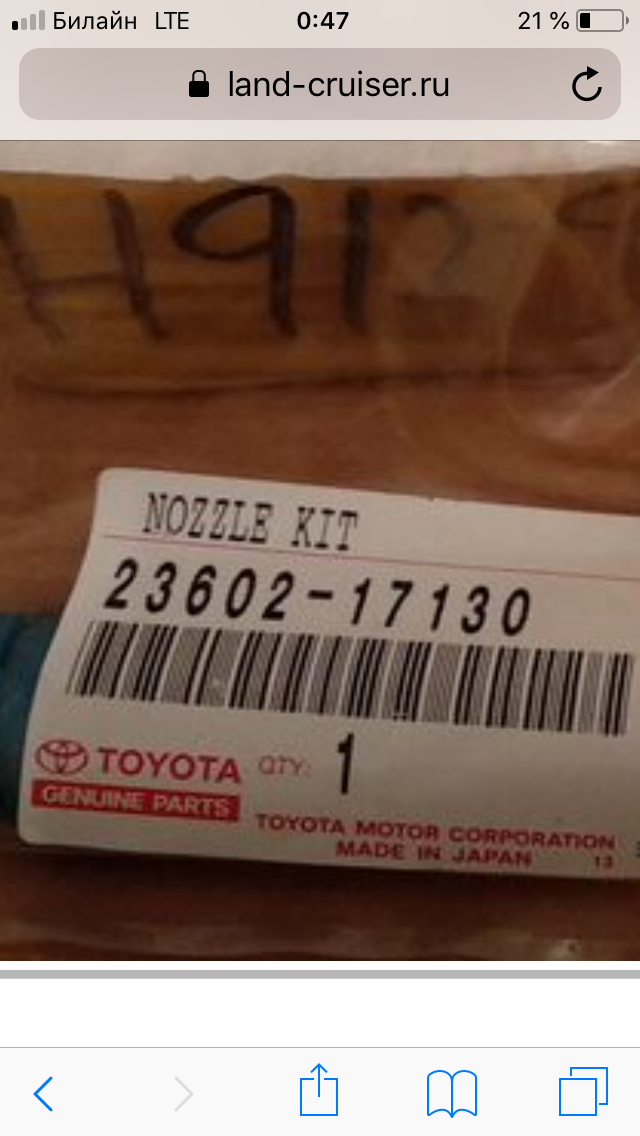 Билайн LTE 0:47 21 %
land-cruiser.ru
H91
NOZZLE KIT
23602-17130
TOYOTA QTY: 1
GENUINE PARTS
TOYOTA MOTOR CORPORATION
MADE IN JAPAN 13